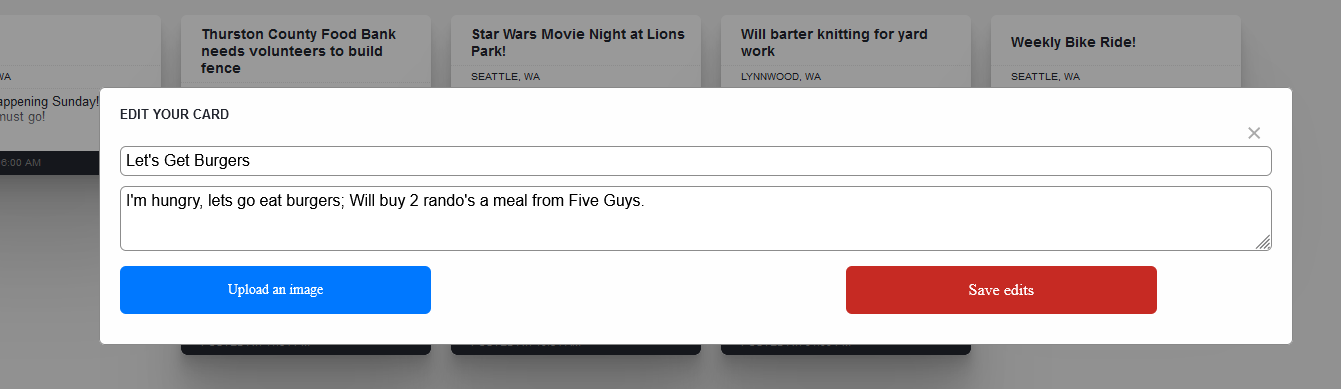 Thurston County Food Bank
needs volunteers to build
fence
Star Wars Movie Night at Lions
Park!
SEATTLE, WA
Will barter knitting for yard
work
LYNNWOOD, WA
Weekly Bike Ride!
SEATTLE, WA
WA
appening Sunday!
must go!
6:00 AM
EDIT YOUR CARD
×
Let's Get Burgers
I'm hungry, lets go eat burgers; Will buy 2 rando's a meal from Five Guys.
Upload an image
Save edits